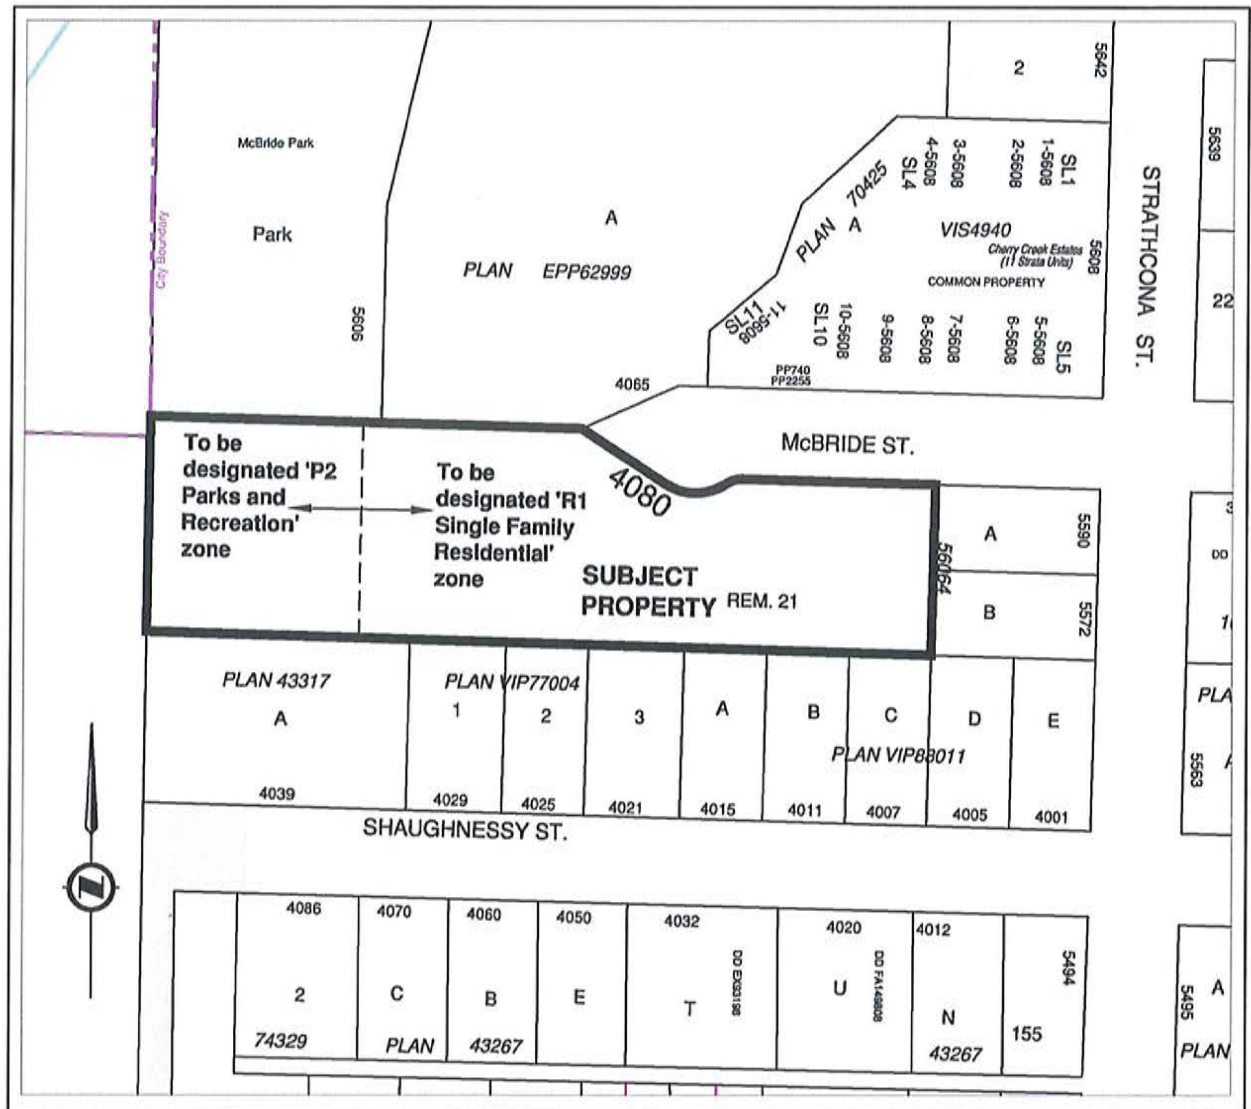 2
5642
5639
McBride Park
Park
City Boundary
5606
A
PLAN EPP62999
PLAN 70425
A
4-5608
SL4
3-5608
2-5608
1-5608
SL1
VIS4940
Cherry Creek Estates
(11 Strata Units)
COMMON PROPERTY
5608
STRATHCONA ST.
22
SL11
11-5608
SL10
10-5608
9-5608
8-5608
7-5608
6-5608
5-5608
SL5
PP740
PP2255
4065
McBRIDE ST.
To be
designated 'P2
Parks and
Recreation'
zone
To be
designated 'R1
Single Family
Residential'
zone
4080
SUBJECT
PROPERTY REM. 21
56064
A
5590
B
5572
DD
PLAN 43317
A
4039
PLAN VIP77004
1
4029
2
4025
3
4021
A
4015
B
4011
C
4007
D
4005
E
4001
PLAN VIP88011
PLA
5563
SHAUGHNESSY ST.
Z
4086
2
74329
4070
C
PLAN
4060
B
43267
4050
E
4032
T
DD EX93198
4020
U
DD FA149808
4012
N
43267
155
5494
A
5495
PLAN